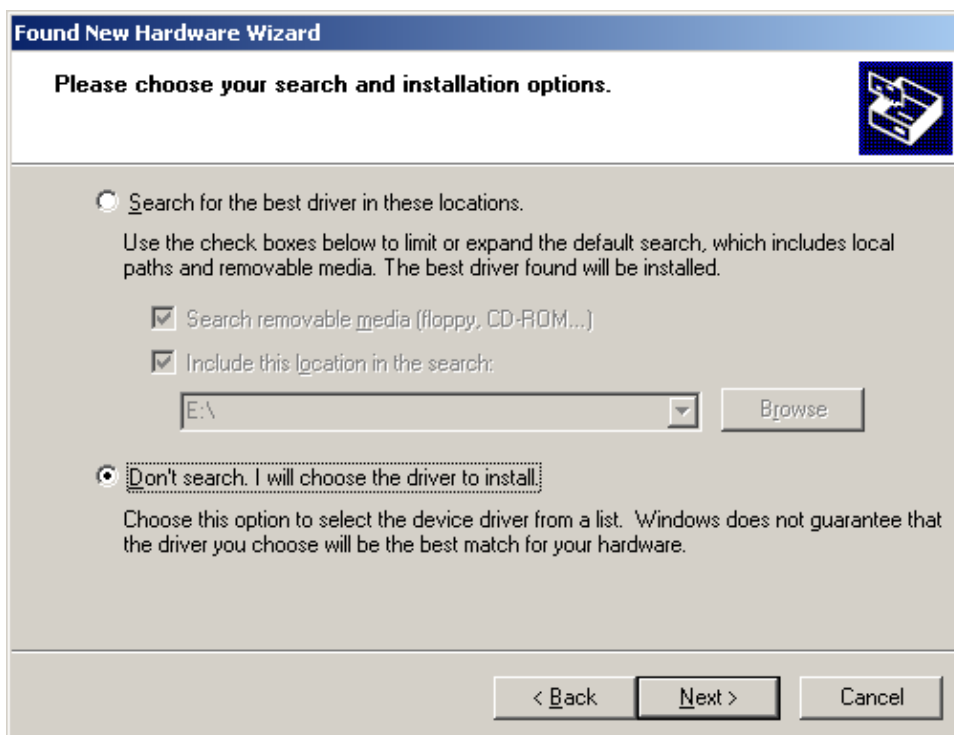 Found New Hardware Wizard
Please choose your search and installation options.
Search for the best driver in these locations.
Use the check boxes below to limit or expand the default search, which includes local
paths and removable media. The best driver found will be installed.
Search removable media (floppy, CD-ROM...)
Include this location in the search:
E:\
Browse
Don't search. I will choose the driver to install.
Choose this option to select the device driver from a list. Windows does not guarantee that
the driver you choose will be the best match for your hardware.
< Back
Next >
Cancel